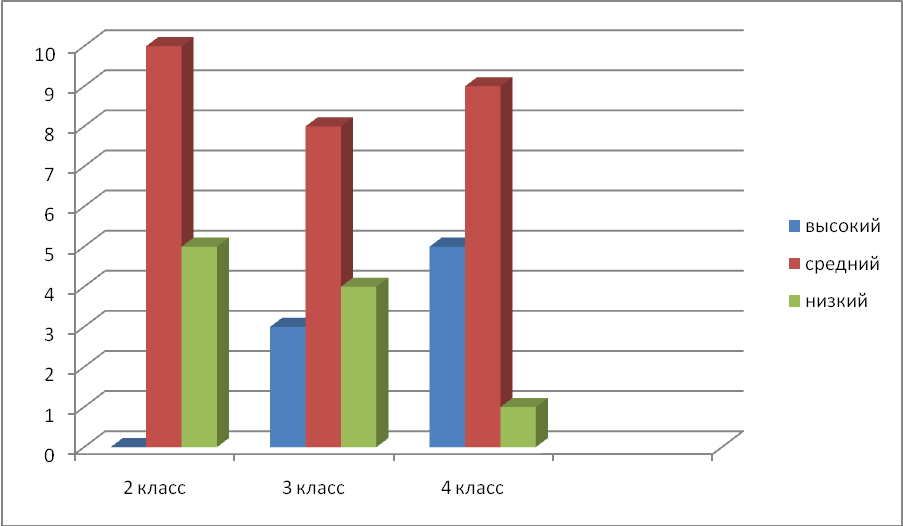 10
9
8
7
6
5
4
3
2
1
0
2 класс
3 класс
4 класс
высокий
средний
низкий